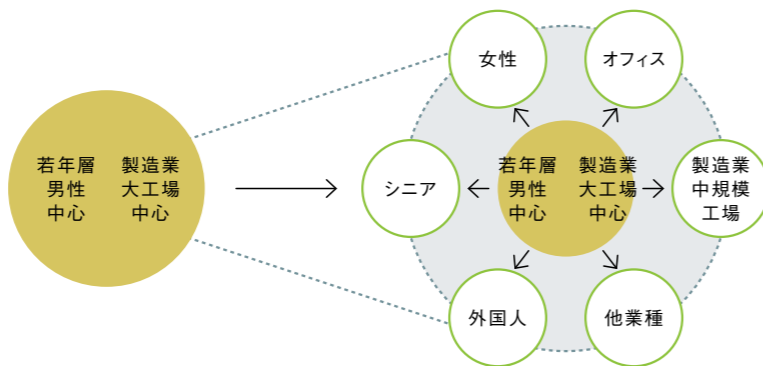 若年層
男性
中心
製造業
大工場
中心
女性
オフィス
シニア
若年層
男性
中心
製造業
大工場
中心
製造業
中規模
工場
外国人
他業種